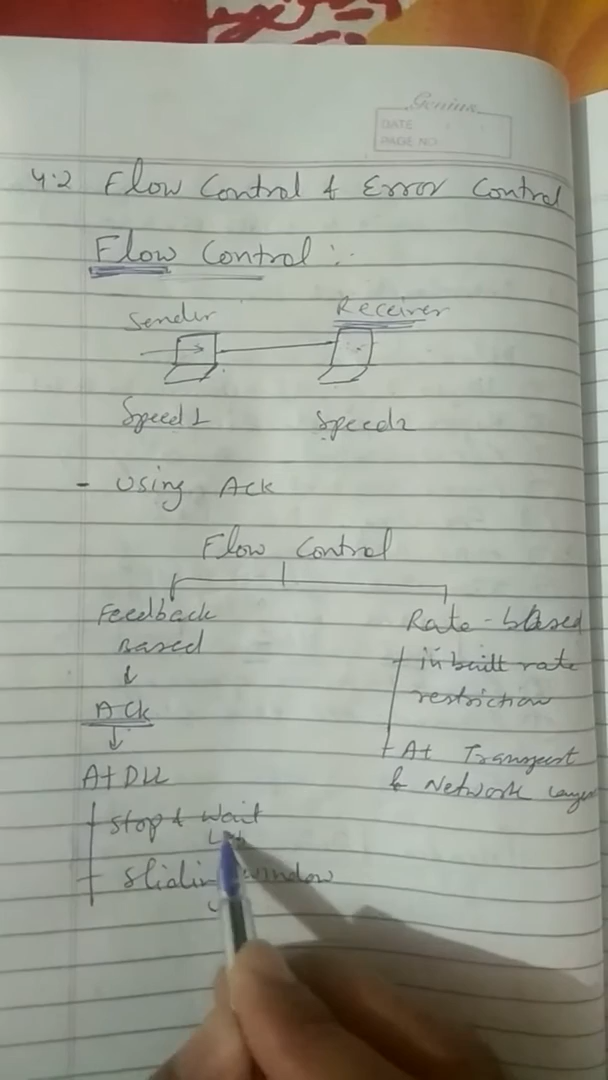 Genius
DATE
PAGE NO
4.2 Flow Control & Error Control
Flow Control :-
Sender
Receiver
Speed 1
Speed 2
- Using Ack
Flow Control
Feedback
Based
Ack
At DLL
Stop & Wait
Sliding window
Rate-based
in built rate
restriction
At Transport
& Network Layer